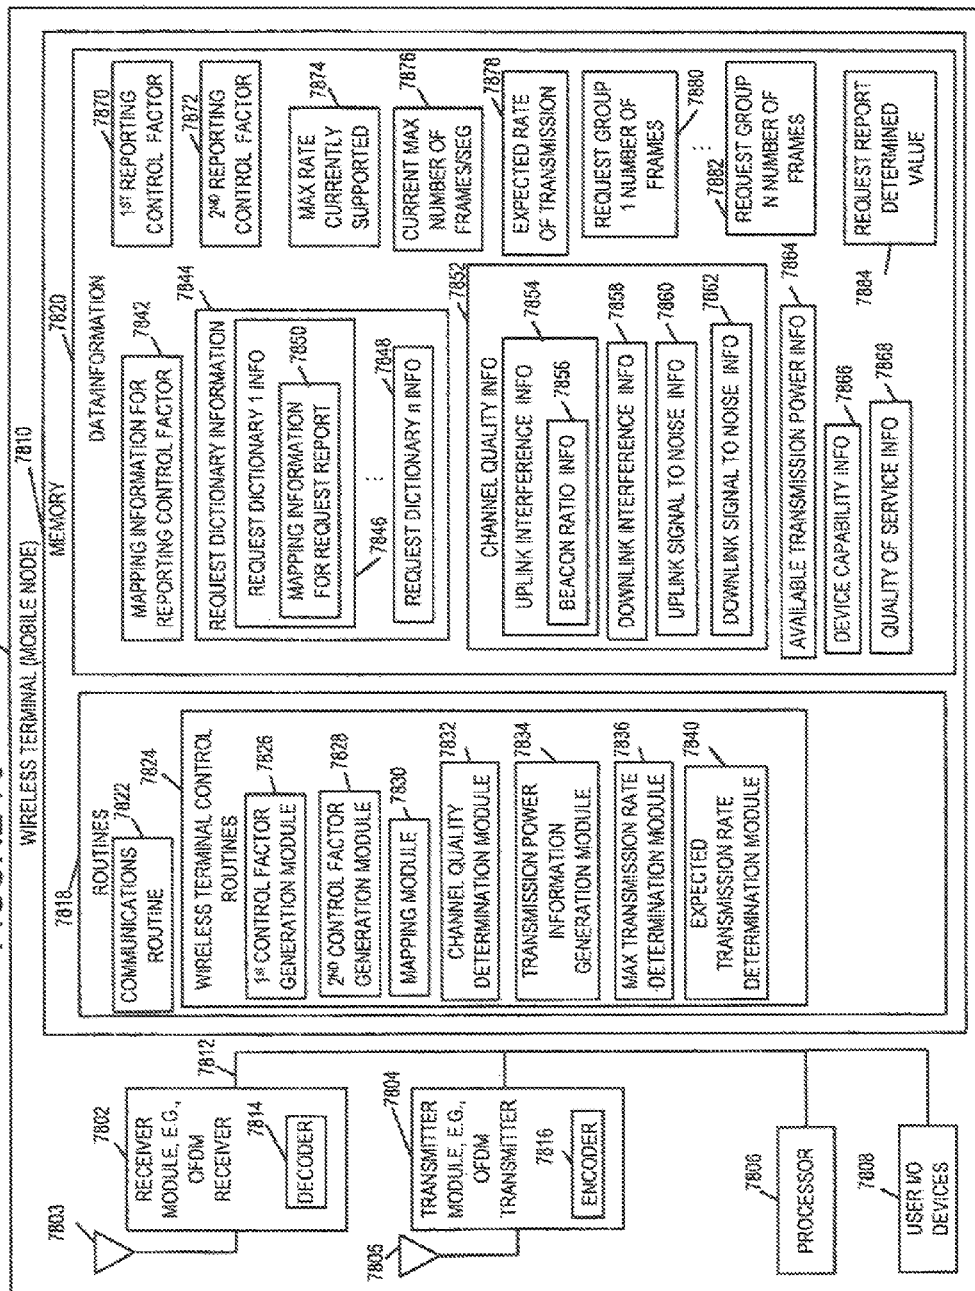 WIRELESS TERMINAL (MOBILE NODE)
7803
7802
RECEIVER
MODULE, E.G.,
OFDM
RECEIVER
7814
DECODER
7812
7805
7804
TRANSMITTER
MODULE, E.G.,
OFDM
TRANSMITTER
7816
ENCODER
7806
PROCESSOR
7808
USER I/O
DEVICES
MEMORY
7810
7818
ROUTINES
7822
COMMUNICATIONS
ROUTINE
7824
WIRELESS TERMINAL CONTROL
ROUTINES
7826
1ST CONTROL FACTOR
GENERATION MODULE
7828
2ND CONTROL FACTOR
GENERATION MODULE
7830
MAPPING MODULE
7832
CHANNEL QUALITY
DETERMINATION MODULE
7834
TRANSMISSION POWER
INFORMATION
GENERATION MODULE
7836
MAX TRANSMISSION RATE
DETERMINATION MODULE
7840
EXPECTED
TRANSMISSION RATE
DETERMINATION MODULE
7820
DATA/INFORMATION
7842
MAPPING INFORMATION FOR
REPORTING CONTROL FACTOR
7844
REQUEST DICTIONARY INFORMATION
REQUEST DICTIONARY 1 INFO
7850
MAPPING INFORMATION
FOR REQUEST REPORT
7846
⋮
7848
REQUEST DICTIONARY n INFO
7852
CHANNEL QUALITY INFO
7854
UPLINK INTERFERENCE INFO
7856
BEACON RATIO INFO
7858
DOWNLINK INTERFERENCE INFO
7860
UPLINK SIGNAL TO NOISE INFO
7862
DOWNLINK SIGNAL TO NOISE INFO
7864
AVAILABLE TRANSMISSION POWER INFO
7866
DEVICE CAPABILITY INFO
7868
QUALITY OF SERVICE INFO
7870
1ST REPORTING
CONTROL FACTOR
7872
2ND REPORTING
CONTROL FACTOR
7874
MAX RATE
CURRENTLY
SUPPORTED
7876
CURRENT MAX
NUMBER OF
FRAMES/SEG
7878
EXPECTED RATE
OF TRANSMISSION
REQUEST GROUP
1 NUMBER OF
FRAMES
7880
⋮
7882
REQUEST GROUP
N NUMBER OF
FRAMES
7884
REQUEST REPORT
DETERMINED
VALUE